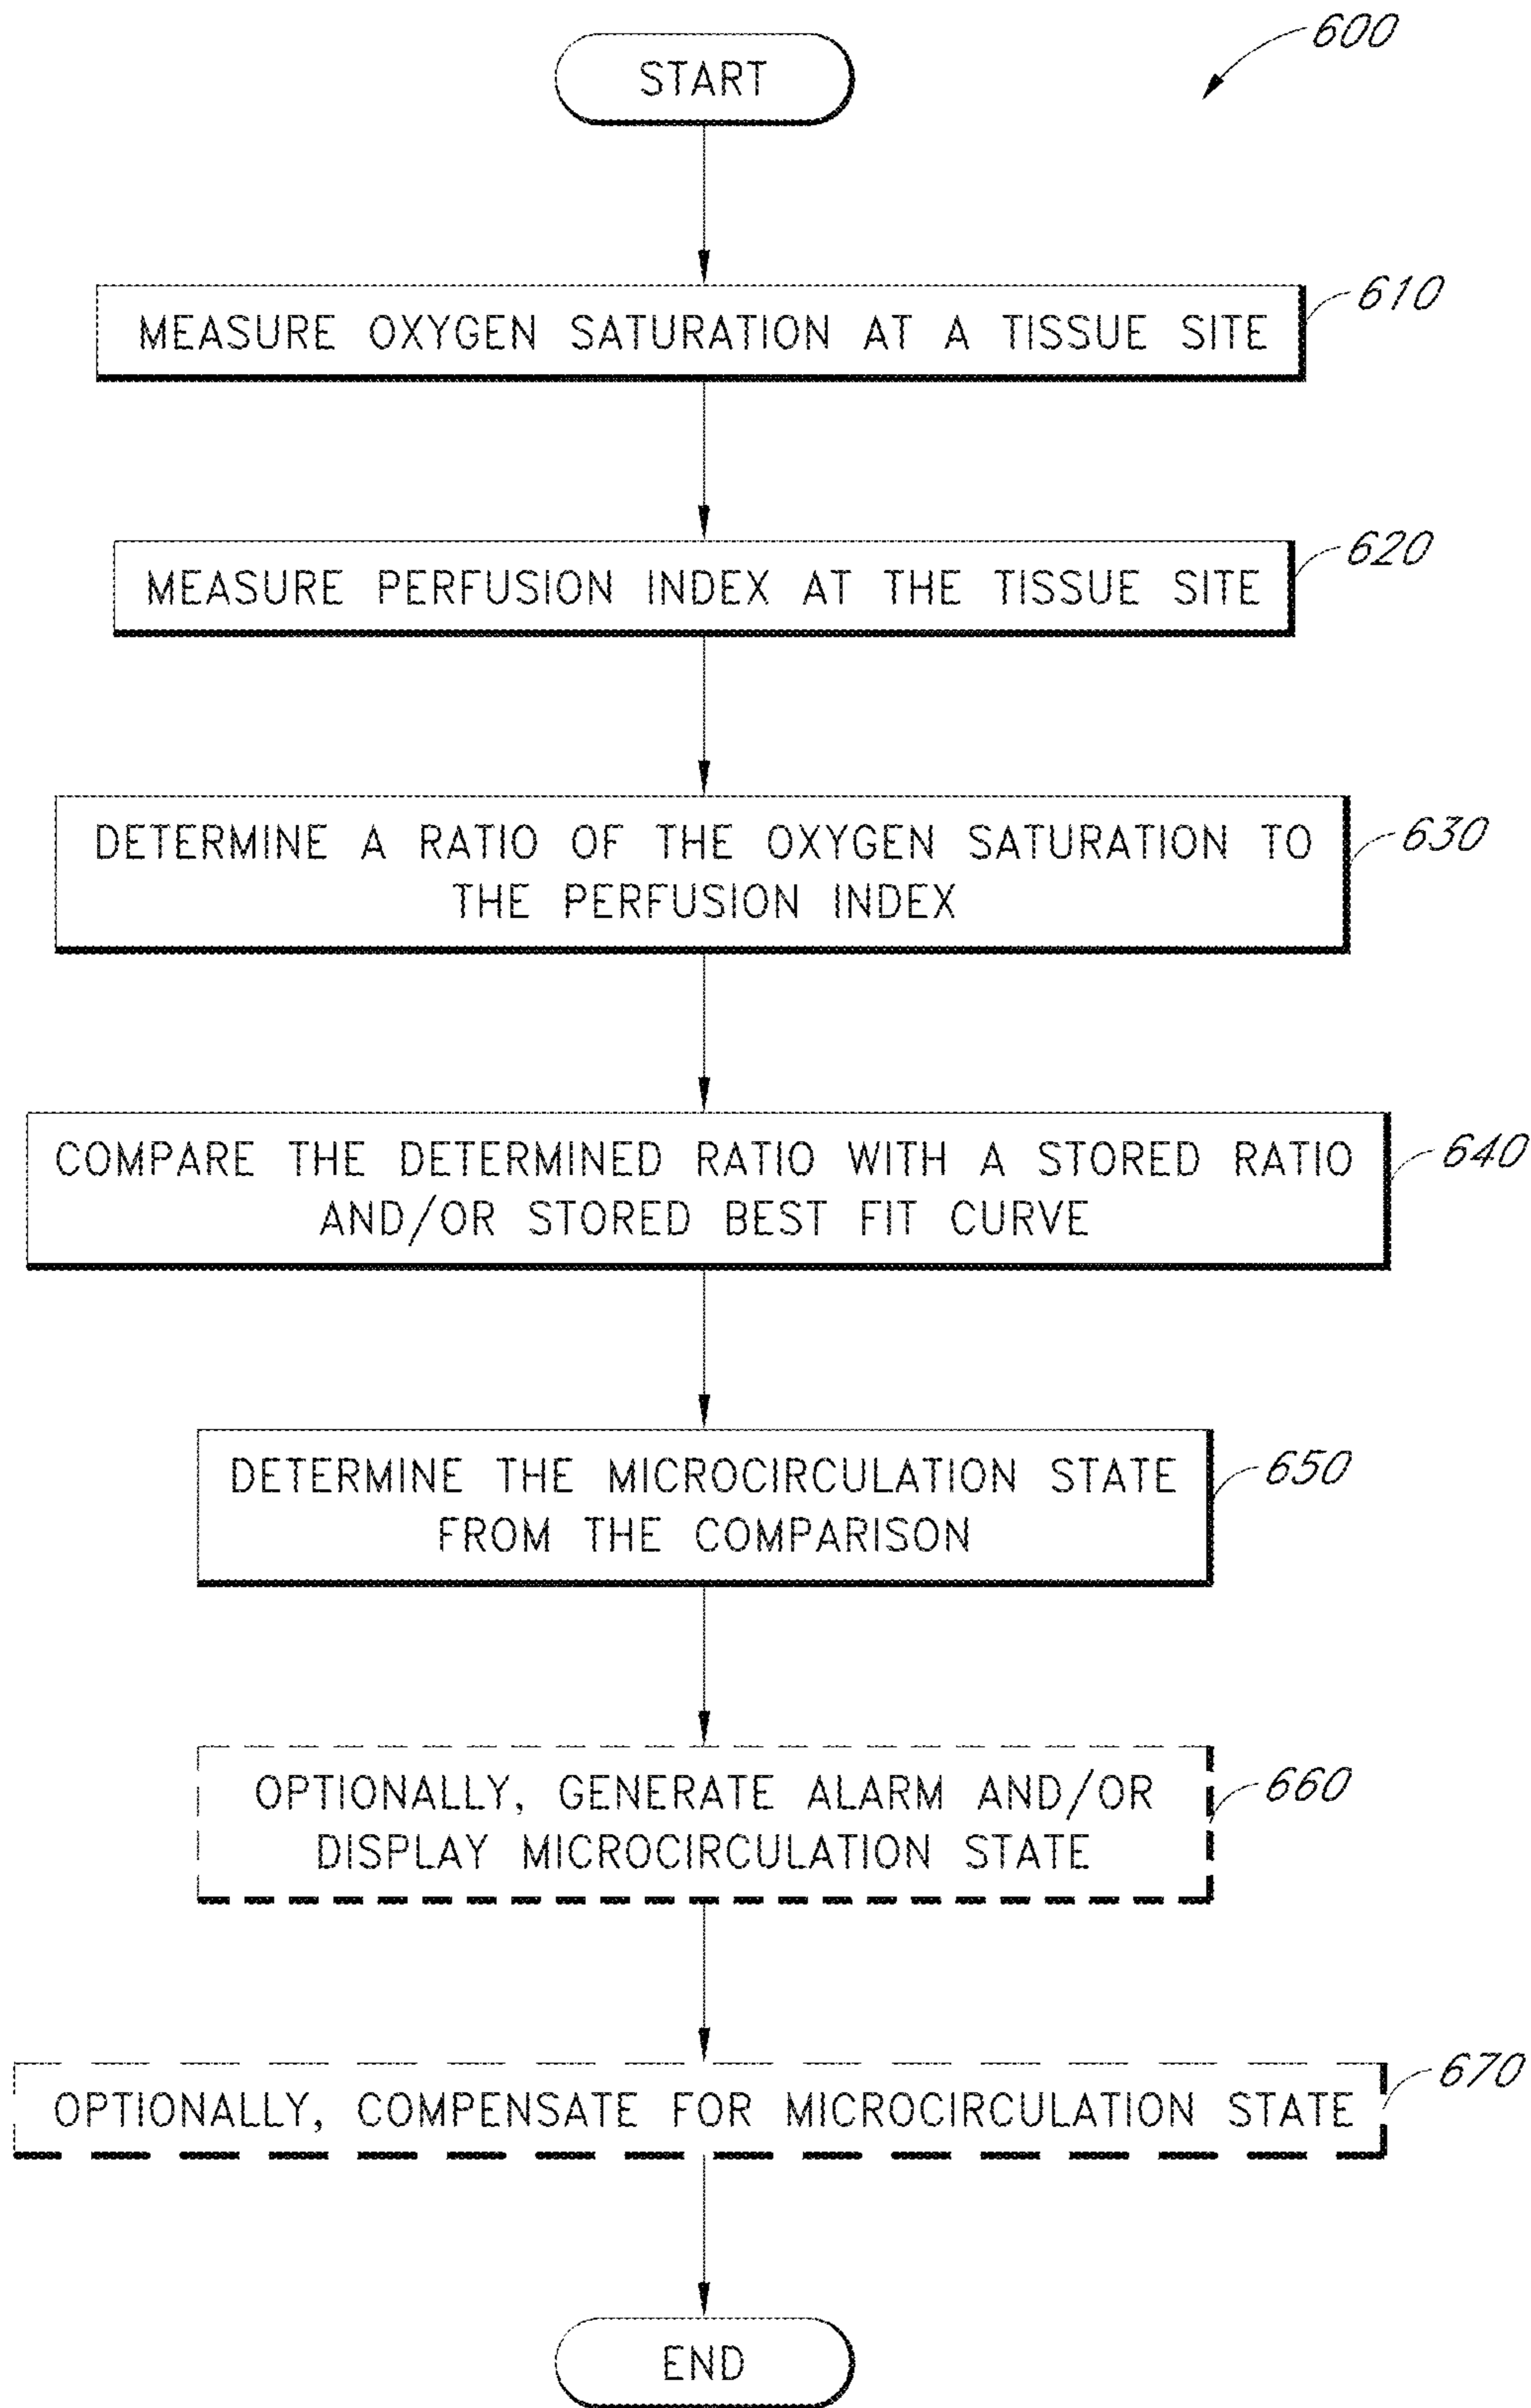 600
START
MEASURE OXYGEN SATURATION AT A TISSUE SITE
610
MEASURE PERFUSION INDEX AT THE TISSUE SITE
620
DETERMINE A RATIO OF THE OXYGEN SATURATION TO
THE PERFUSION INDEX
630
COMPARE THE DETERMINED RATIO WITH A STORED RATIO
AND/OR STORED BEST FIT CURVE
640
DETERMINE THE MICROCIRCULATION STATE
FROM THE COMPARISON
650
OPTIONALLY, GENERATE ALARM AND/OR
DISPLAY MICROCIRCULATION STATE
660
OPTIONALLY, COMPENSATE FOR MICROCIRCULATION STATE
670
END